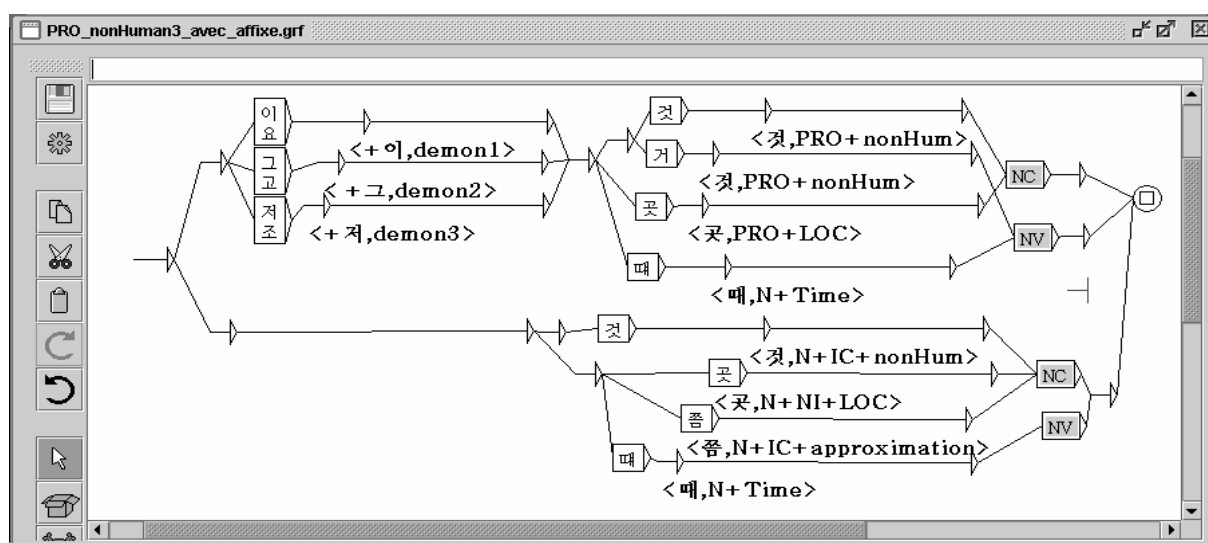 PRO_nonHuman3_avec_affixe.grf
이
요
<+이,demon1>
그
고
<+그,demon2>
저
조
<+저,demon3>
것
<것,PRO+nonHum>
거
<것,PRO+nonHum>
곳
<곳,PRO+LOC>
때
<때,N+Time>
NC
NV
것
<것,N+IC+nonHum>
곳
<곳,N+NI+LOC>
쯤
<쯤,N+IC+approximation>
때
<때,N+Time>
NC
NV